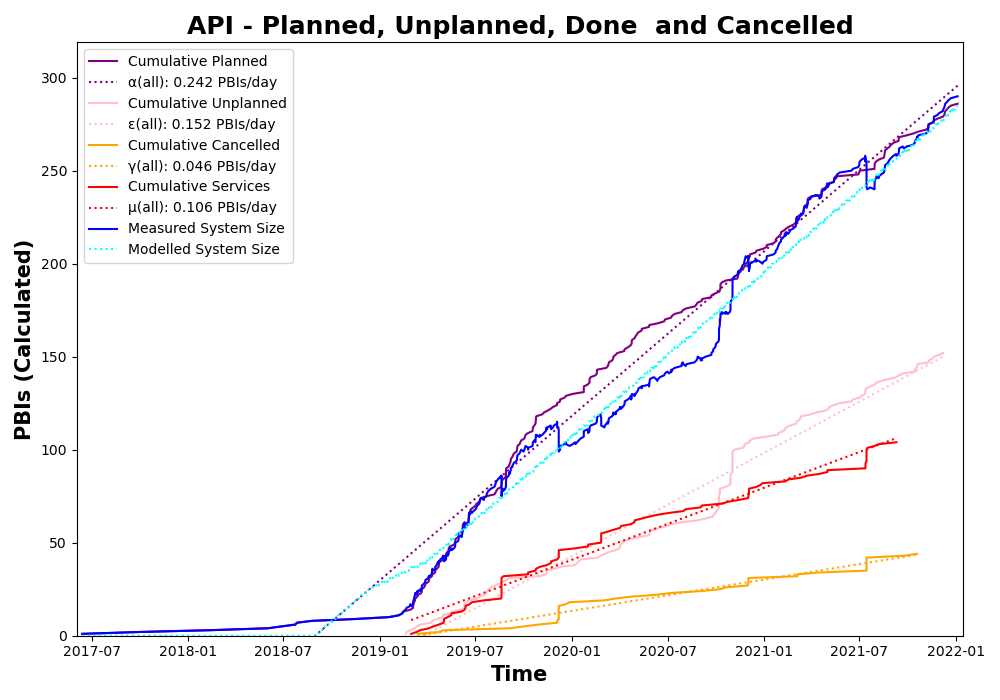 API - Planned, Unplanned, Done  and Cancelled
Cumulative Planned
α(all): 0.242 PBIs/day
Cumulative Unplanned
ε(all): 0.152 PBIs/day
Cumulative Cancelled
γ(all): 0.046 PBIs/day
Cumulative Services
μ(all): 0.106 PBIs/day
Measured System Size
Modelled System Size
PBIs (Calculated)
300
250
200
150
100
50
0
2017-07 2018-01 2018-07 2019-01 2019-07 2020-01 2020-07 2021-01 2021-07 2022-01
Time